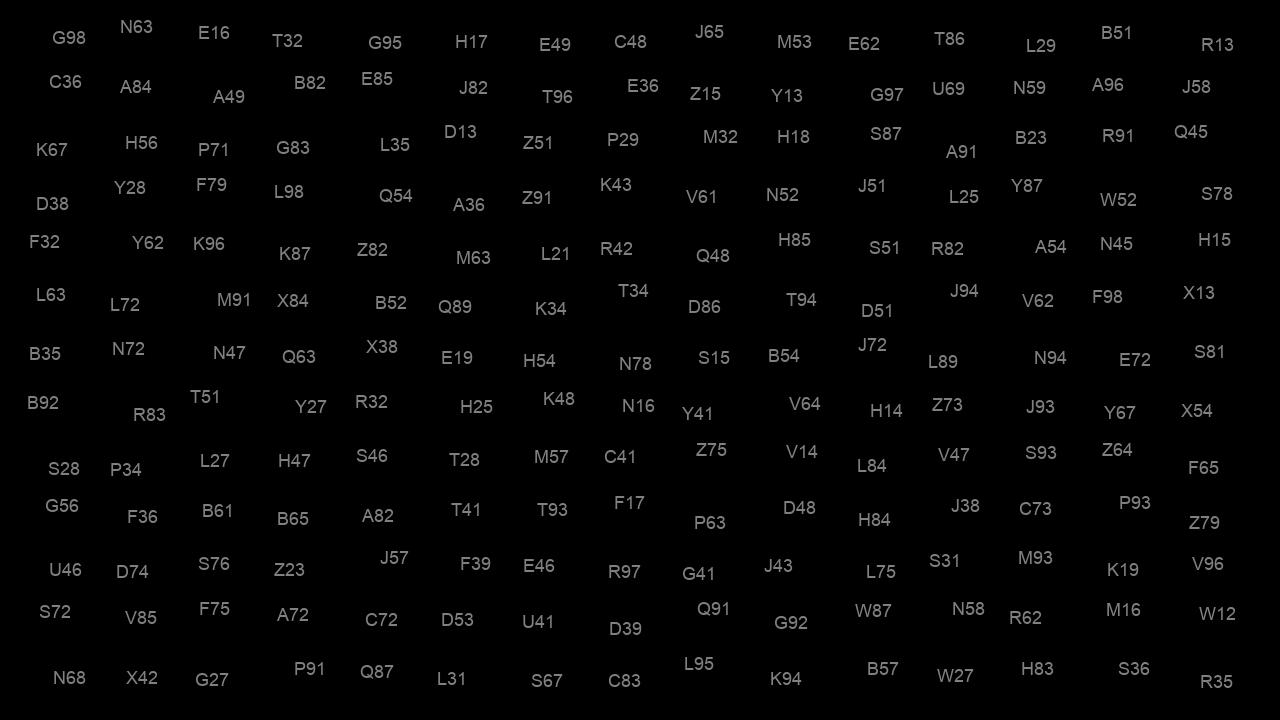 G98 N63 E16 T32 G95 H17 E49 C48 J65 M53 E62 T86 L29 B51 R13
C36 A84 A49 B82 E85 J82 T96 E36 Z15 Y13 G97 U69 N59 A96 J58
K67 H56 P71 G83 L35 D13 Z51 P29 M32 H18 S87 A91 B23 R91 Q45
D38 Y28 F79 L98 Q54 A36 Z91 K43 V61 N52 J51 L25 Y87 W52 S78
F32 Y62 K96 K87 Z82 M63 L21 R42 Q48 H85 S51 R82 A54 N45 H15
L63 L72 M91 X84 B52 Q89 K34 T34 D86 T94 D51 J94 V62 F98 X13
B35 N72 N47 Q63 X38 E19 H54 N78 S15 B54 J72 L89 N94 E72 S81
B92 R83 T51 Y27 R32 H25 K48 N16 Y41 V64 H14 Z73 J93 Y67 X54
S28 P34 L27 H47 S46 T28 M57 C41 Z75 V14 L84 V47 S93 Z64 F65
G56 F36 B61 B65 A82 T41 T93 F17 P63 D48 H84 J38 C73 P93 Z79
U46 D74 S76 Z23 J57 F39 E46 R97 G41 J43 L75 S31 M93 K19 V96
S72 V85 F75 A72 C72 D53 U41 D39 Q91 G92 W87 N58 R62 M16 W12
N68 X42 G27 P91 Q87 L31 S67 C83 L95 K94 B57 W27 H83 S36 R35